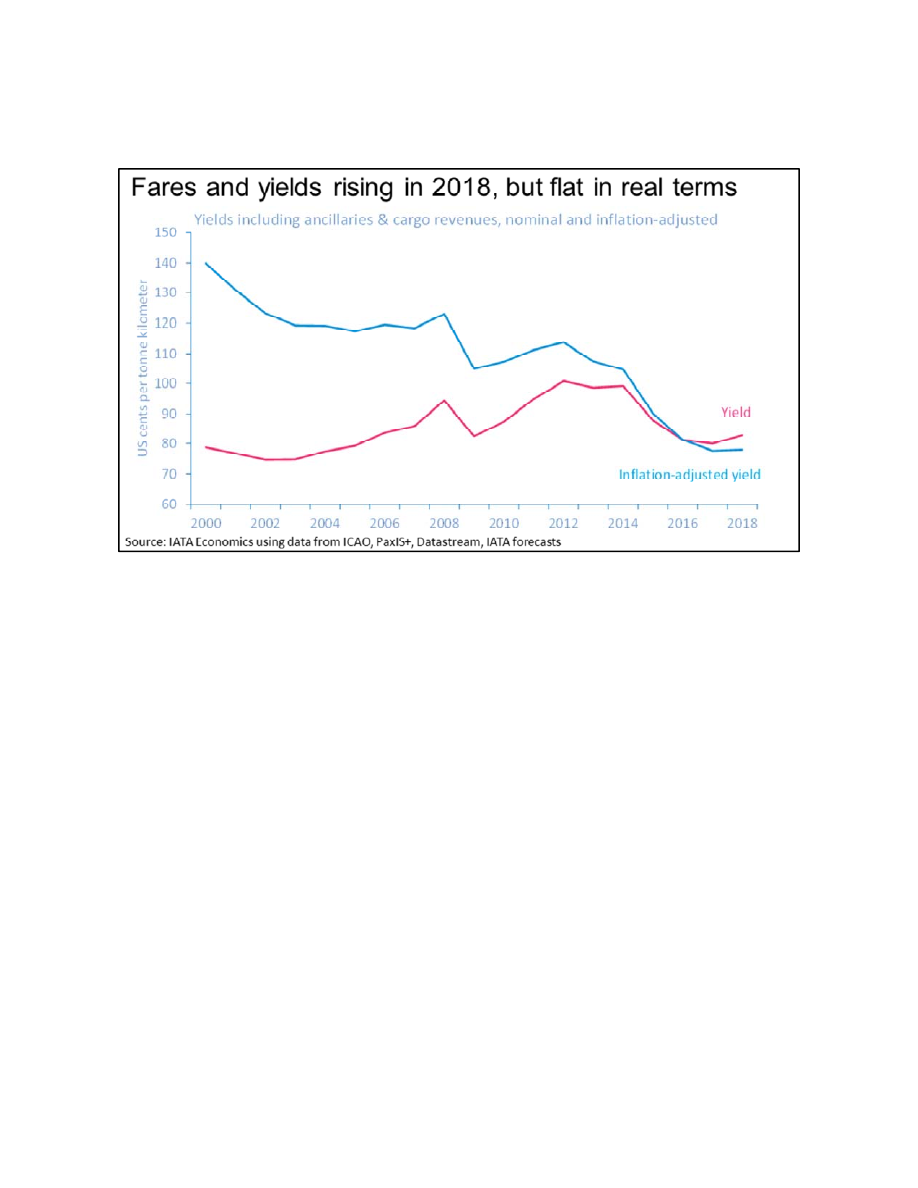 Fares and yields rising in 2018, but flat in real terms
Yields including ancillaries & cargo revenues, nominal and inflation-adjusted
US cents per tonne kilometer
150
140
130
120
110
100
90
80
70
60
Yield
Inflation-adjusted yield
2000 2002 2004 2006 2008 2010 2012 2014 2016 2018
Source: IATA Economics using data from ICAO, PaxIS+, Datastream, IATA forecasts